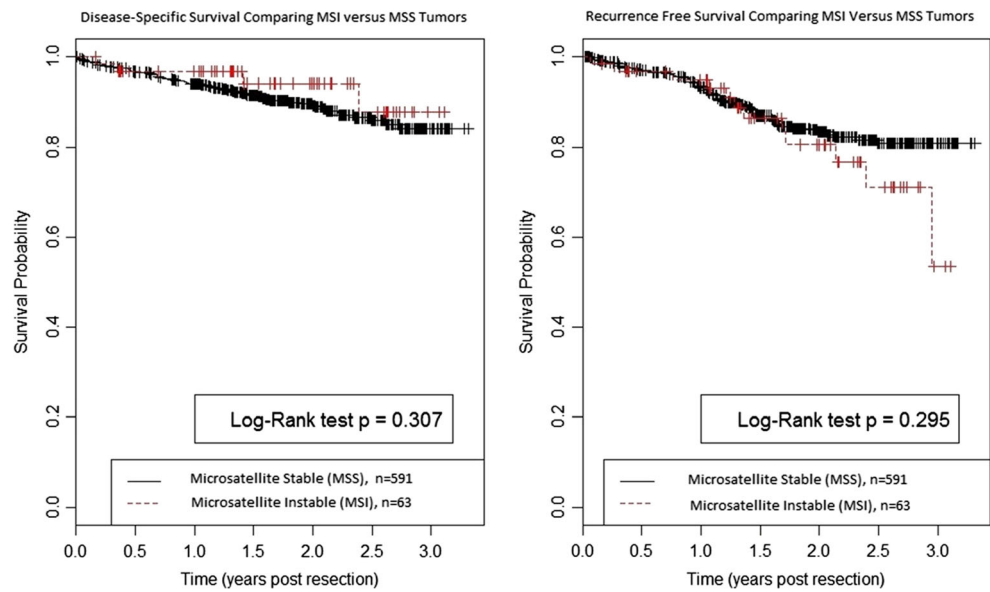 Disease-Specific Survival Comparing MSI versus MSS Tumors
Survival Probability
1.0
0.8
0.6
0.4
0.2
0.0
Log-Rank test p = 0.307
Microsatellite Stable (MSS), n=591
Microsatellite Instable (MSI), n=63
0.0 0.5 1.0 1.5 2.0 2.5 3.0
Time (years post resection)
Recurrence Free Survival Comparing MSI Versus MSS Tumors
Survival Probability
1.0
0.8
0.6
0.4
0.2
0.0
Log-Rank test p = 0.295
Microsatellite Stable (MSS), n=591
Microsatellite Instable (MSI), n=63
0.0 0.5 1.0 1.5 2.0 2.5 3.0
Time (years post resection)